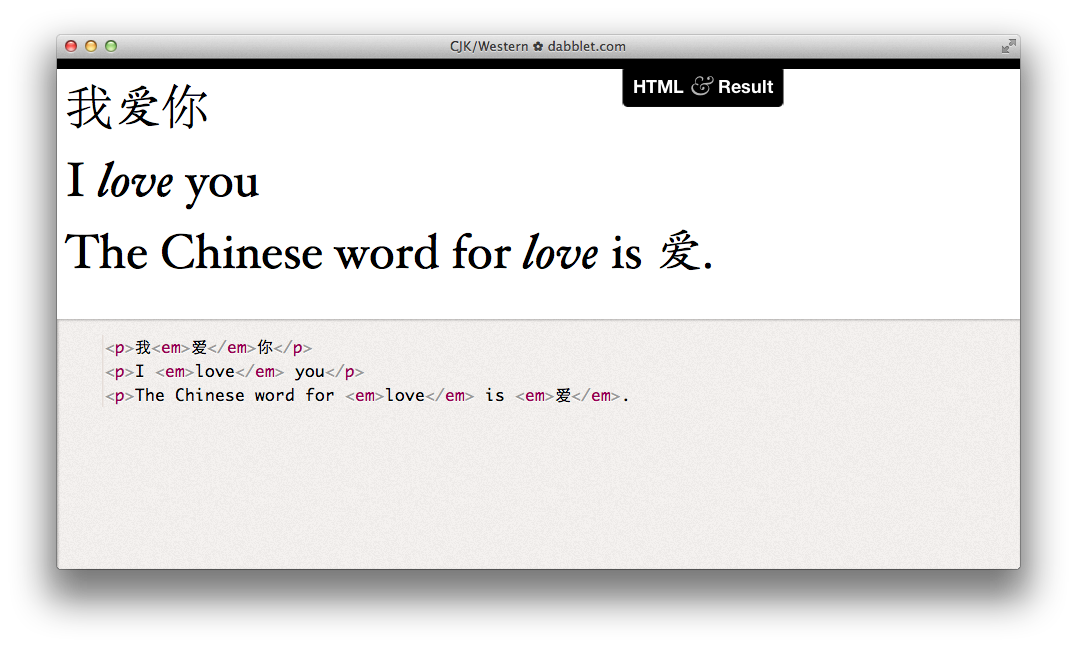 CJK/Western ✿ dabblet.com
HTML & Result
我爱你
I love you
The Chinese word for love is 爱.
<p>我<em>爱</em>你</p>
<p>I <em>love</em> you</p>
<p>The Chinese word for <em>love</em> is <em>爱</em>.